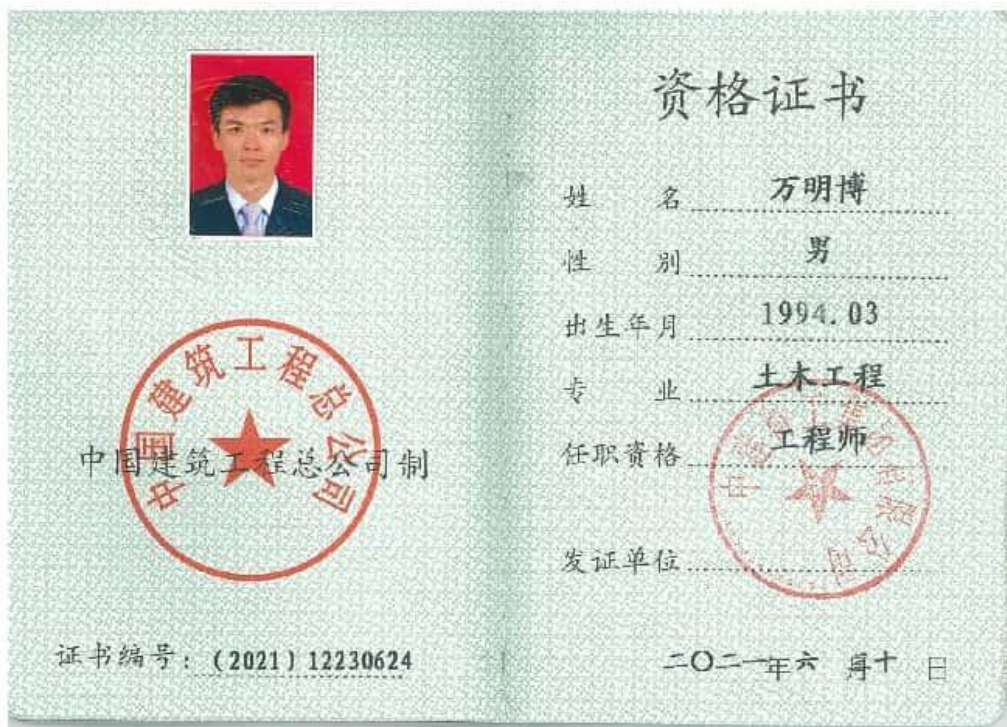 中国建筑工程总公司
中国建筑工程总公司制
证书编号：(2021)12230624
资格证书
姓 名 万明博
性 别 男
出生年月 1994.03
专 业 土木工程
任职资格 工程师
发证单位
二〇二一年六月十日